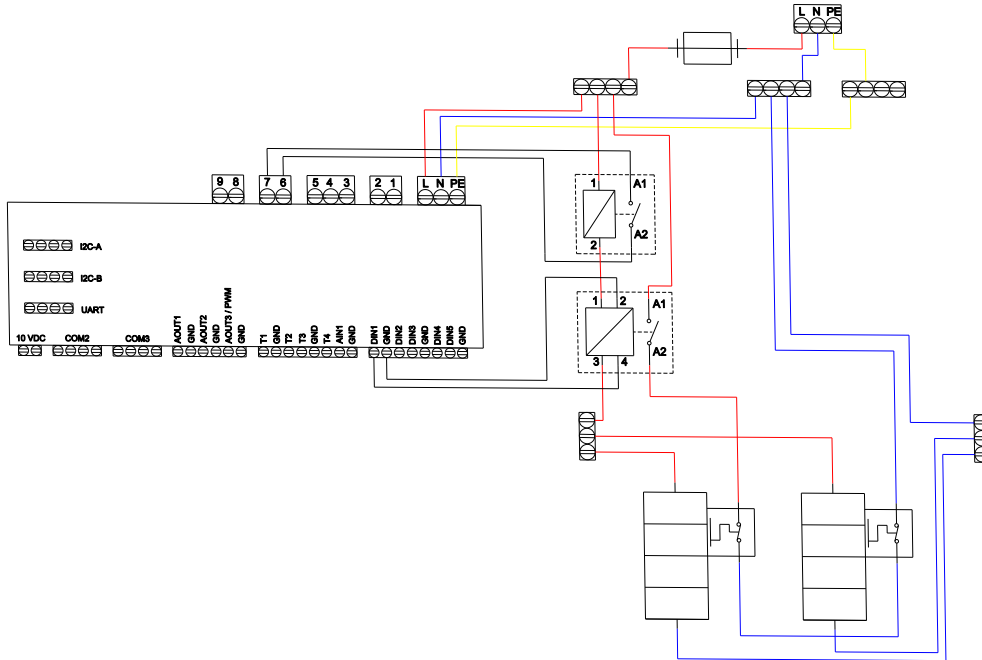 L N PE
9 8
7 6
5 4 3
2 1
L N PE
1
A1
A2
2
I2C-A
I2C-B
UART
1 2
A1
A2
3 4
10 VDC
COM2
COM3
AOUT1
GND
AOUT2
GND
AOUT3 / PWM
GND
T1
GND
T2
T3
GND
T4
AIN1
GND
DIN1
GND
DIN2
DIN3
GND
DIN4
DIN5
GND